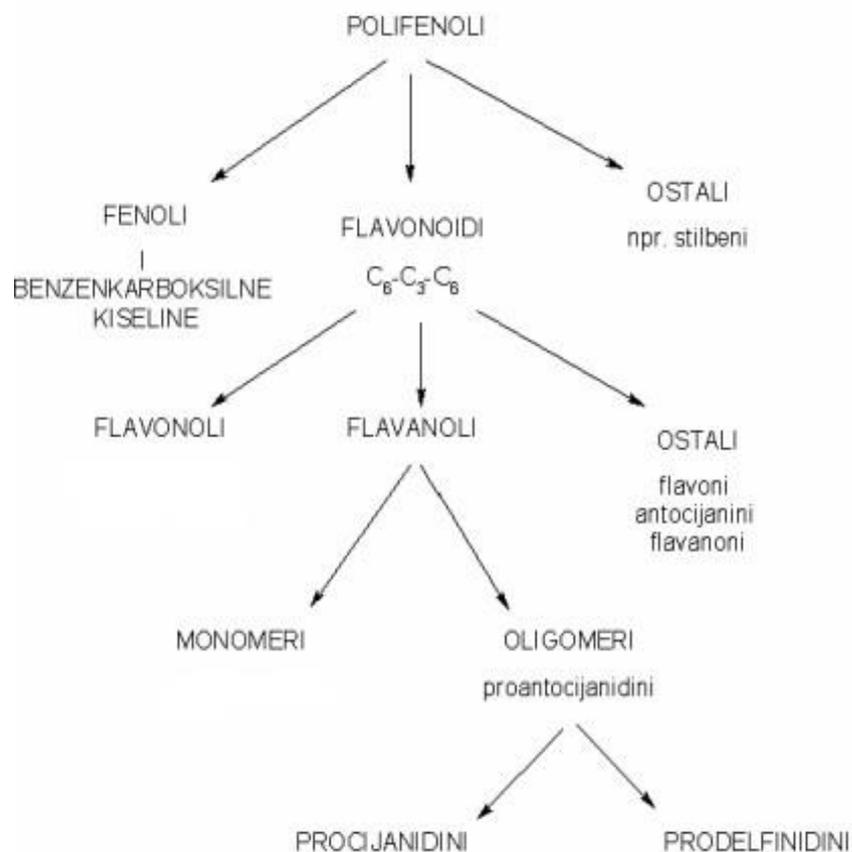 POLIFENOLI
FENOLI
BENZENKARBOKSILNE
KISELINE
FLAVONOIDI
C₆-C₃-C₆
OSTALI
npr. stilbeni
FLAVONOLI
FLAVANOLI
OSTALI
flavoni
antocijanini
flavanoni
MONOMERI
OLIGOMERI
proantocijanidini
PROCIJANIDINI
PRODELFINIDINI